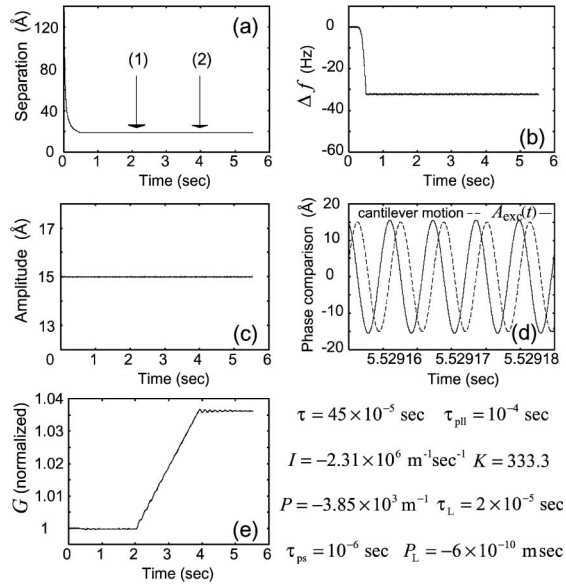 Separation (Å)
120
80
40
0
(a)
(1)
(2)
0 1 2 3 4 5 6
Time (sec)
Δ f (Hz)
0
-20
-40
-60
(b)
0 1 2 3 4 5 6
Time (sec)
Amplitude (Å)
17
15
13
(c)
0 1 2 3 4 5 6
Time (sec)
Phase comparison (Å)
20
10
0
-10
-20
cantilever motion -- A_exc(t) —
(d)
5.52916 5.52917 5.52918
Time (sec)
G (normalized)
1.04
1.03
1.02
1.01
1
(e)
0 1 2 3 4 5 6
Time (sec)
τ = 45×10⁻⁵ sec τ_pll = 10⁻⁴ sec
I = −2.31×10⁶ m⁻¹sec⁻¹ K = 333.3
P = −3.85×10³ m⁻¹ τ_L = 2×10⁻⁵ sec
τ_ps = 10⁻⁶ sec P_L = −6×10⁻¹⁰ m sec